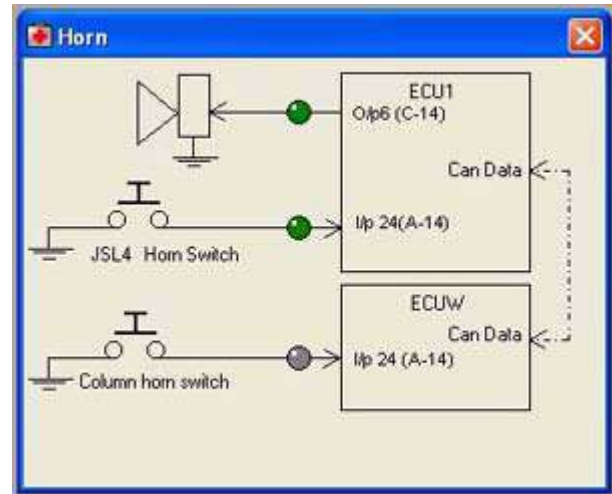 Horn
ECU1
O/p6 (C-14)
Can Data
I/p 24(A-14)
JSL4 Horn Switch
ECUW
Can Data
I/p 24 (A-14)
Column horn switch